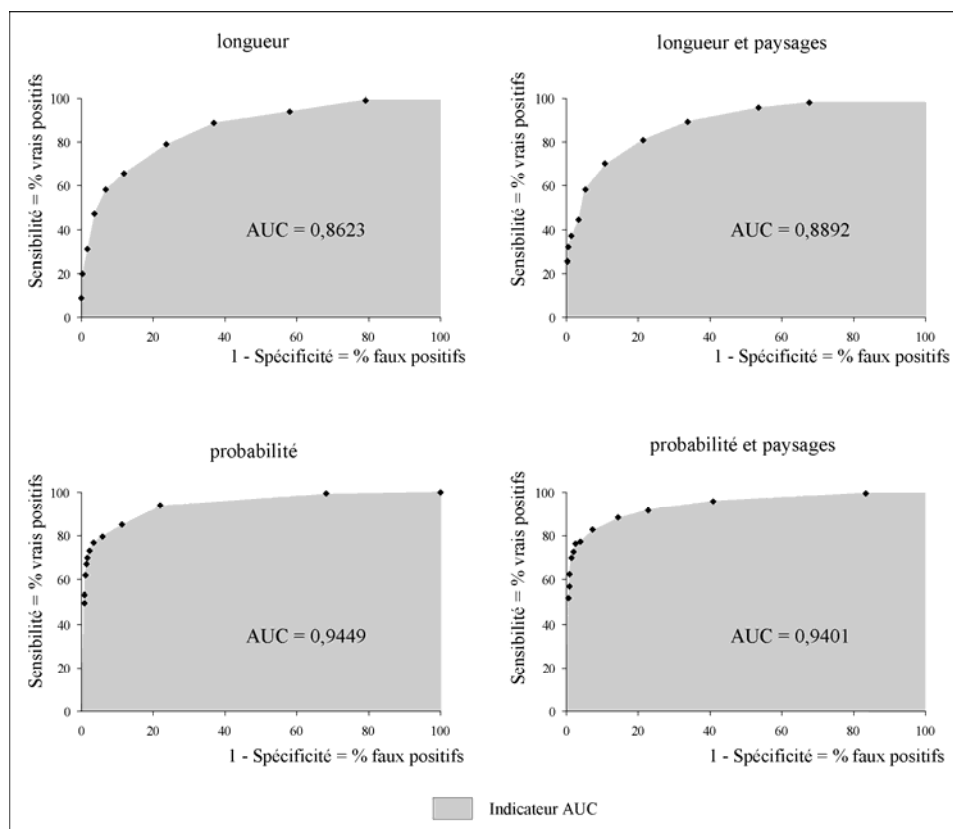 longueur
Sensibilité = % vrais positifs
100
80
60
40
20
0
AUC = 0,8623
0 20 40 60 80 100
1 - Spécificité = % faux positifs
longueur et paysages
Sensibilité = % vrais positifs
100
80
60
40
20
0
AUC = 0,8892
0 20 40 60 80 100
1 - Spécificité = % faux positifs
probabilité
Sensibilité = % vrais positifs
100
80
60
40
20
0
AUC = 0,9449
0 20 40 60 80 100
1 - Spécificité = % faux positifs
probabilité et paysages
Sensibilité = % vrais positifs
100
80
60
40
20
0
AUC = 0,9401
0 20 40 60 80 100
1 - Spécificité = % faux positifs
Indicateur AUC